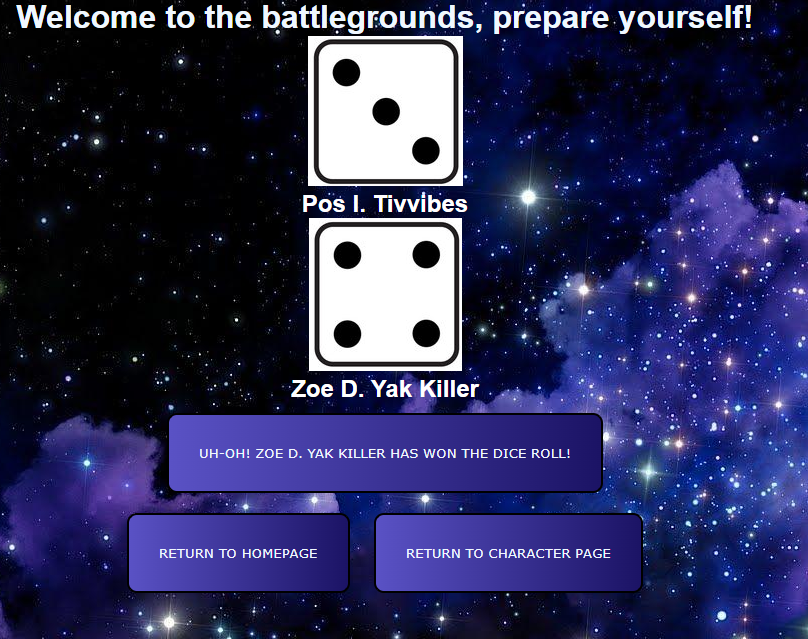 Welcome to the battlegrounds, prepare yourself!
Pos I. Tivvibes
Zoe D. Yak Killer
UH-OH! ZOE D. YAK KILLER HAS WON THE DICE ROLL!
RETURN TO HOMEPAGE
RETURN TO CHARACTER PAGE